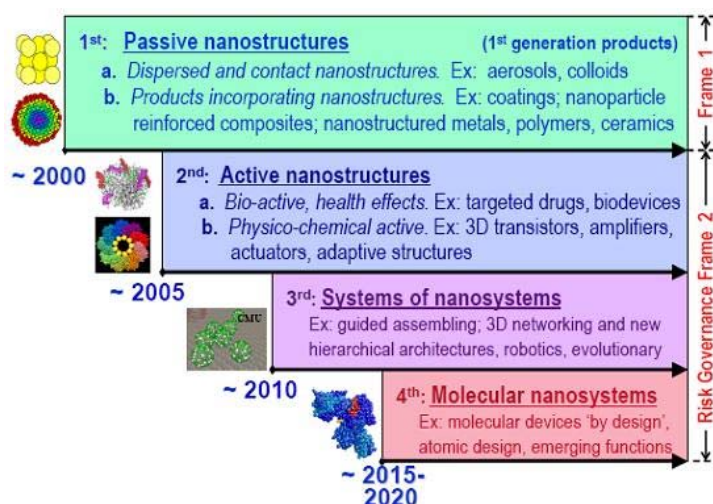 1st: Passive nanostructures (1st generation products)
a. Dispersed and contact nanostructures. Ex: aerosols, colloids
b. Products incorporating nanostructures. Ex: coatings; nanoparticle
reinforced composites; nanostructured metals, polymers, ceramics
~ 2000
2nd: Active nanostructures
a. Bio-active, health effects. Ex: targeted drugs, biodevices
b. Physico-chemical active. Ex: 3D transistors, amplifiers,
actuators, adaptive structures
~ 2005
CMU
3rd: Systems of nanosystems
Ex: guided assembling; 3D networking and new
hierarchical architectures, robotics, evolutionary
~ 2010
4th: Molecular nanosystems
Ex: molecular devices ‘by design’,
atomic design, emerging functions
~ 2015-
2020
Frame 1
Risk Governance Frame 2